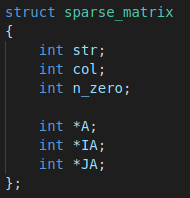 struct sparse_matrix
{
    int str;
    int col;
    int n_zero;

    int *A;
    int *IA;
    int *JA;
};